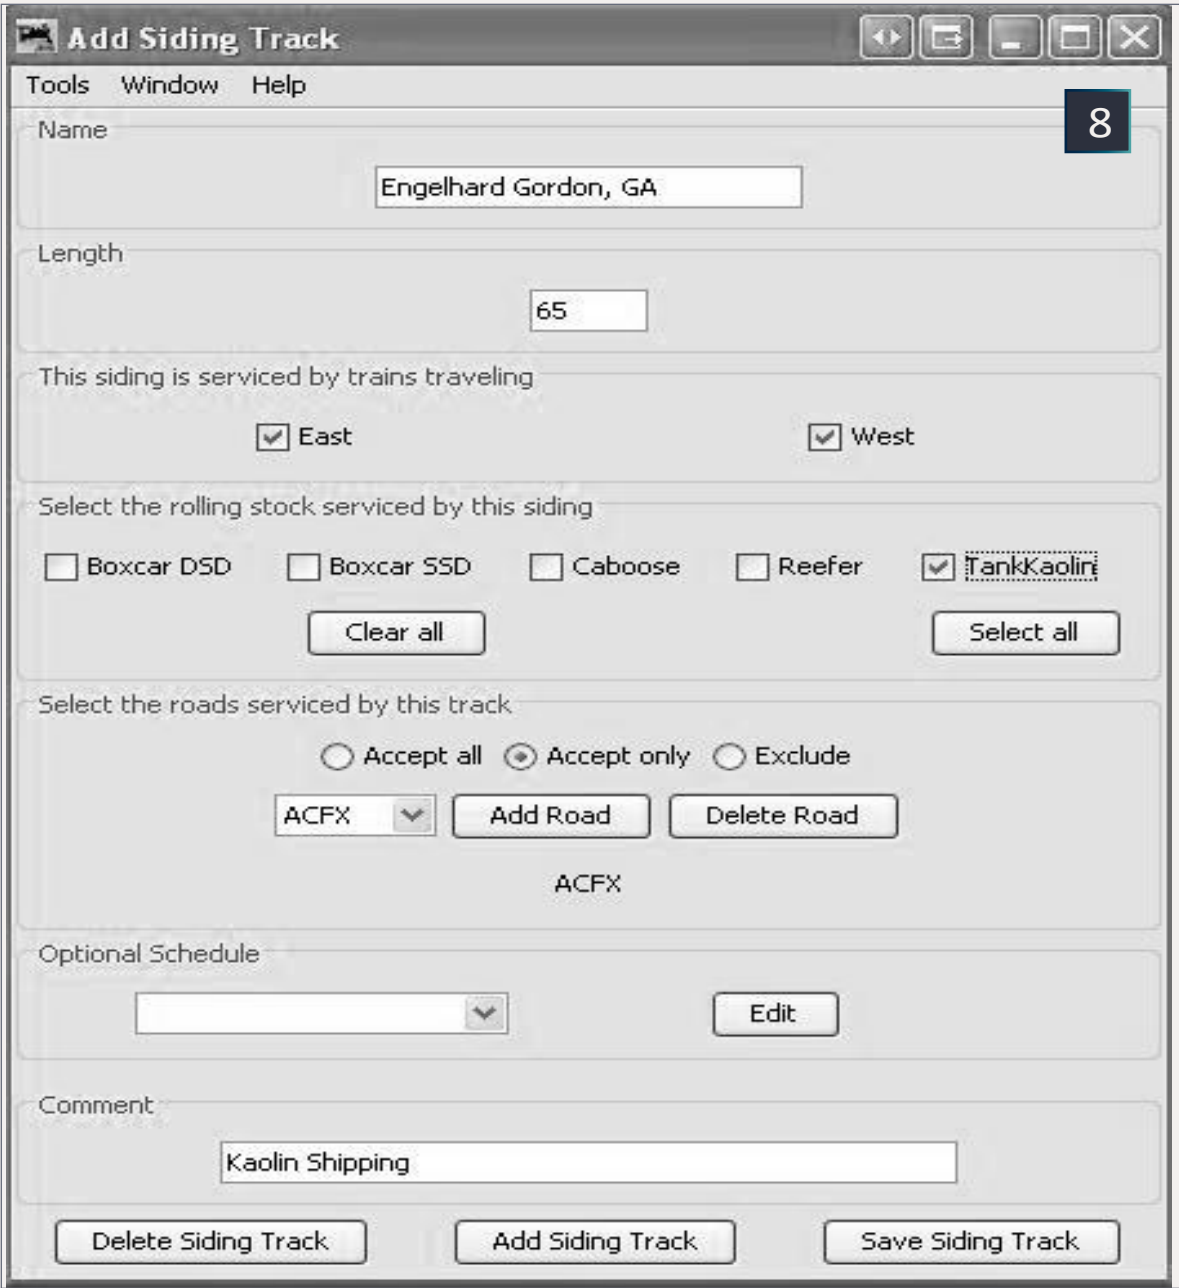 Add Siding Track
Tools Window Help
8
Name
Engelhard Gordon, GA
Length
65
This siding is serviced by trains traveling
East West
Select the rolling stock serviced by this siding
Boxcar DSD Boxcar SSD Caboose Reefer TankKaolin
Clear all Select all
Select the roads serviced by this track
Accept all Accept only Exclude
ACFX Add Road Delete Road
ACFX
Optional Schedule
Edit
Comment
Kaolin Shipping
Delete Siding Track Add Siding Track Save Siding Track